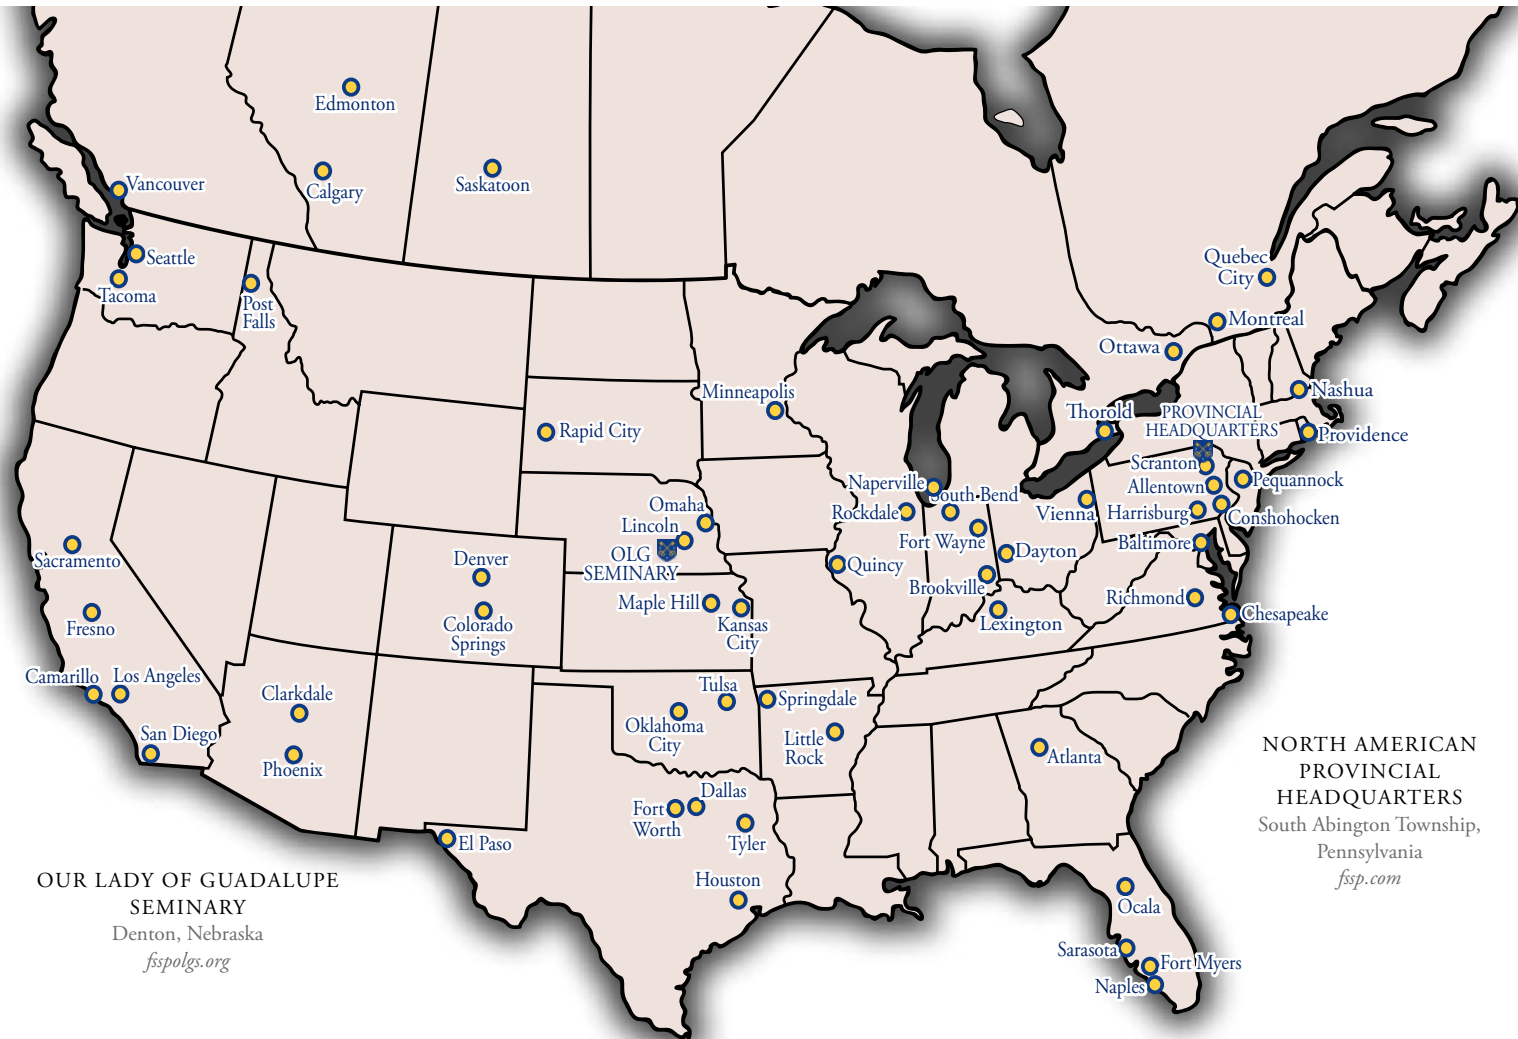 Edmonton
Calgary
Saskatoon
Vancouver
Seattle
Tacoma
Post
Falls
Quebec
City
Montreal
Ottawa
Nashua
Minneapolis
Rapid City
Thorold
PROVINCIAL
HEADQUARTERS
Providence
Scranton
Allentown
Pequannock
Harrisburg
Conshohocken
Baltimore
Naperville
South Bend
Rockdale
Vienna
Fort Wayne
Dayton
Quincy
Brookville
Lexington
Richmond
Chesapeake
Omaha
Lincoln
OLG
SEMINARY
Maple Hill
Kansas
City
Denver
Colorado
Springs
Sacramento
Fresno
Camarillo
Los Angeles
San Diego
Clarkdale
Phoenix
Tulsa
Oklahoma
City
Springdale
Little
Rock
Atlanta
Dallas
Fort
Worth
Tyler
El Paso
Houston
Ocala
Sarasota
Fort Myers
Naples
OUR LADY OF GUADALUPE
SEMINARY
Denton, Nebraska
fsspolgs.org
NORTH AMERICAN
PROVINCIAL
HEADQUARTERS
South Abington Township,
Pennsylvania
fssp.com